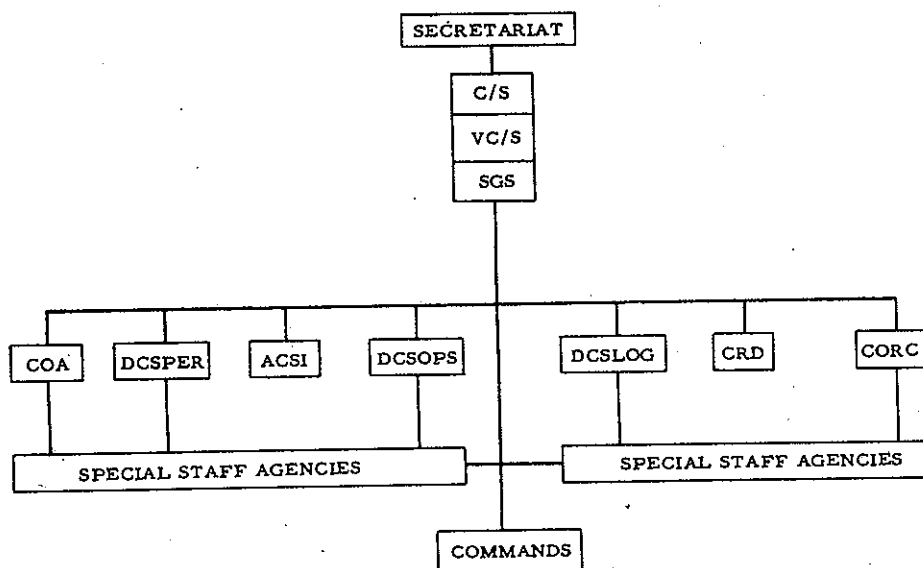 SECRETARIAT
C/S
VC/S
SGS
COA DCSPER ACSI DCSOPS DCSLOG CRD CORC
SPECIAL STAFF AGENCIES SPECIAL STAFF AGENCIES
COMMANDS